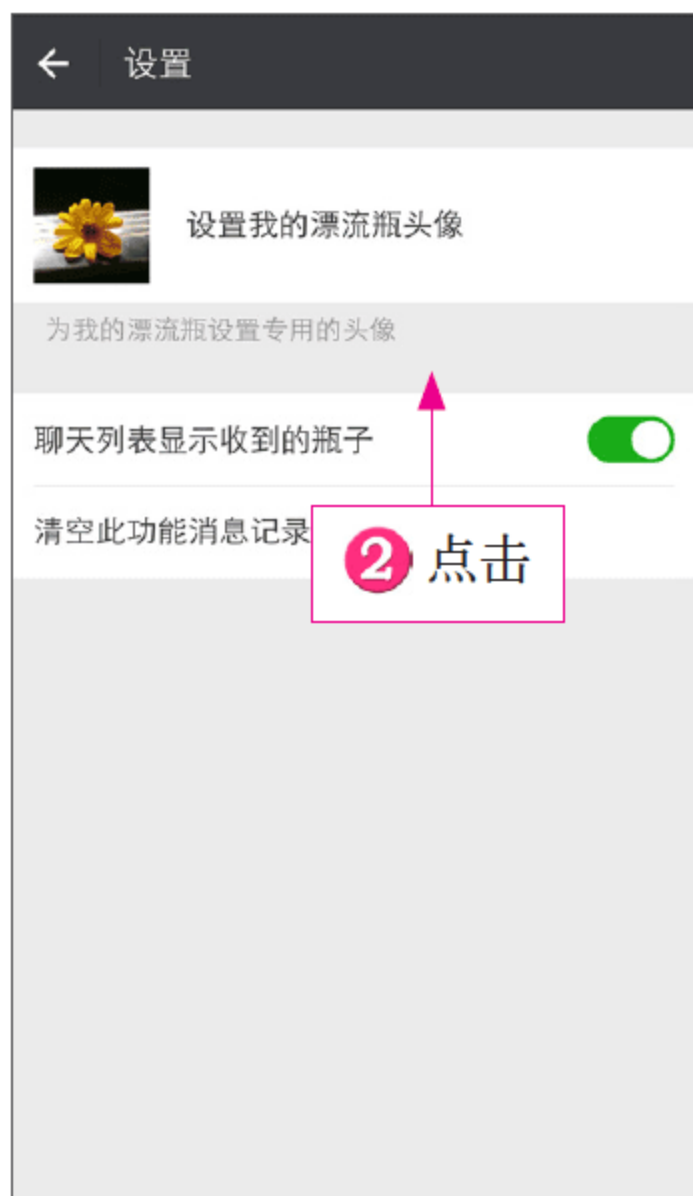 设置
设置我的漂流瓶头像
为我的漂流瓶设置专用的头像
聊天列表显示收到的瓶子
清空此功能消息记录
2 点击